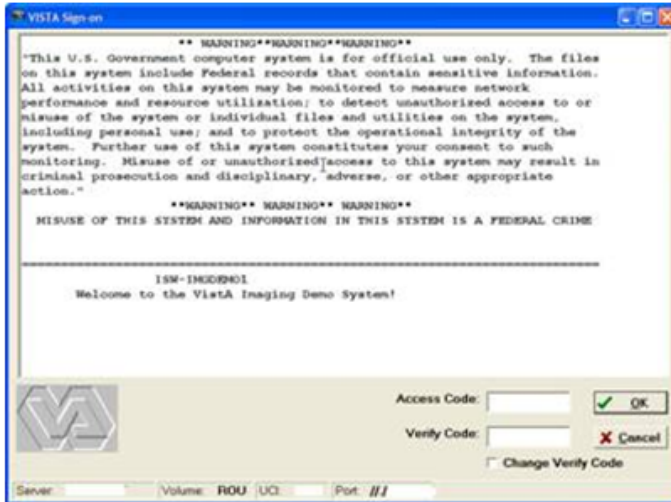 VISTA Sign-on
** WARNING**WARNING**WARNING**
"This U.S. Government computer system is for official use only. The files
on this system include Federal records that contain sensitive information.
All activities on this system may be monitored to measure network
performance and resource utilization; to detect unauthorized access to or
misuse of the system or individual files and utilities on the system,
including personal use; and to protect the operational integrity of the
system. Further use of this system constitutes your consent to such
monitoring. Misuse of or unauthorized access to this system may result in
criminal prosecution and disciplinary, adverse, or other appropriate
action."
**WARNING** WARNING** WARNING**
MISUSE OF THIS SYSTEM AND INFORMATION IN THIS SYSTEM IS A FEDERAL CRIME
ISW-IMGDEMO1
Welcome to the VistA Imaging Demo System!
Access Code:
OK
Verify Code:
Cancel
Change Verify Code
Server: Volume: ROU UCI: Port: